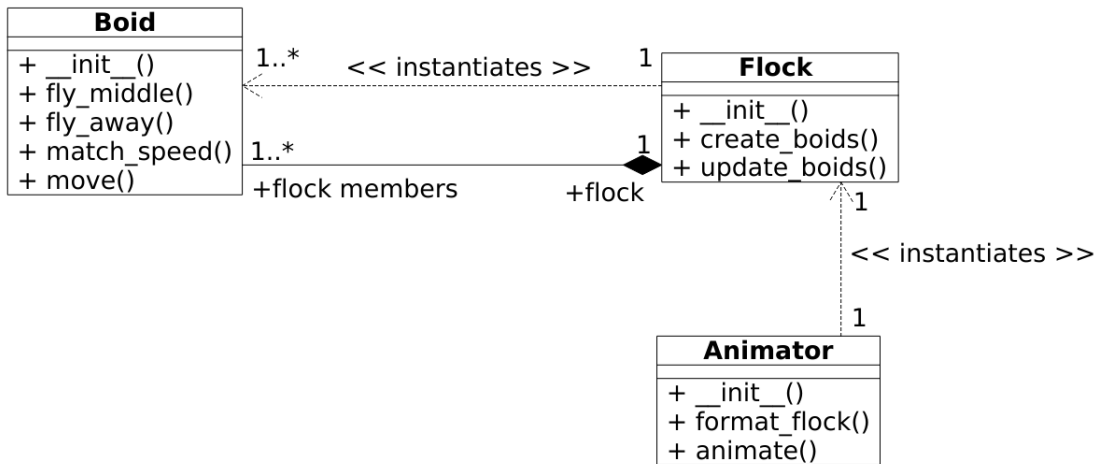 Boid
+ __init__()
+ fly_middle()
+ fly_away()
+ match_speed()
+ move()
1..*
<< instantiates >>
1
1..*
+flock members
1
+flock
Flock
+ __init__()
+ create_boids()
+ update_boids()
1
<< instantiates >>
1
Animator
+ __init__()
+ format_flock()
+ animate()